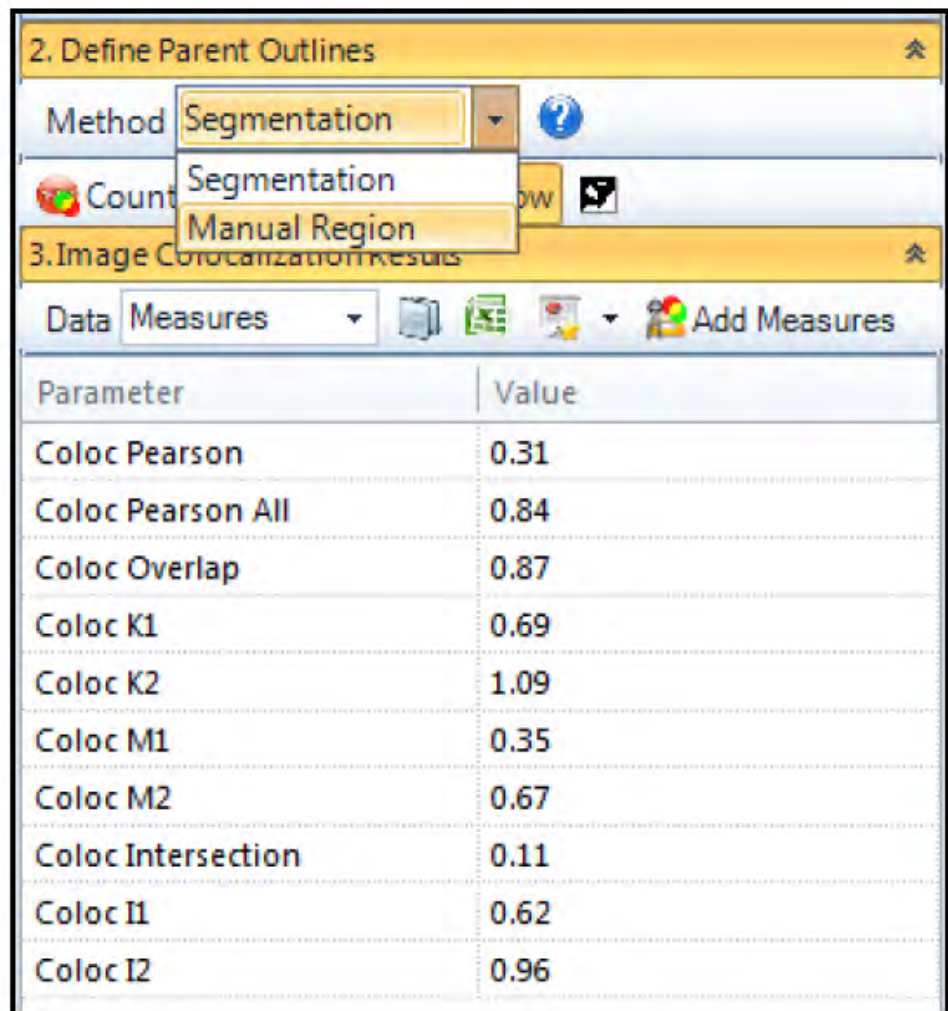 2. Define Parent Outlines
Method Segmentation
Segmentation
Count ow
Manual Region
3. Image Colocalization Results
Data Measures Add Measures
Parameter Value
Coloc Pearson 0.31
Coloc Pearson All 0.84
Coloc Overlap 0.87
Coloc K1 0.69
Coloc K2 1.09
Coloc M1 0.35
Coloc M2 0.67
Coloc Intersection 0.11
Coloc I1 0.62
Coloc I2 0.96